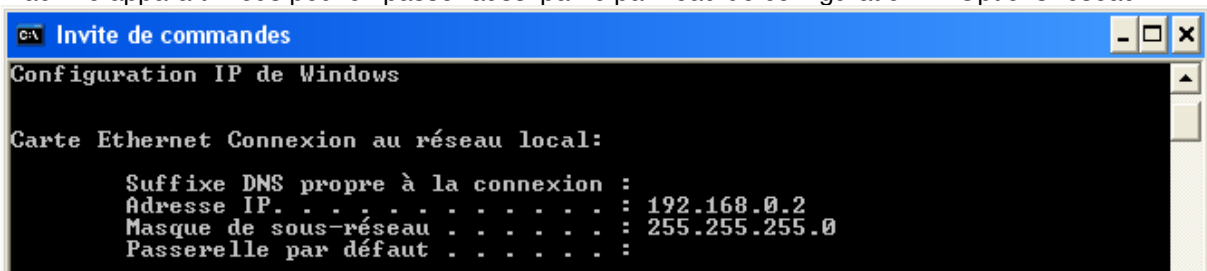 Invite de commandes
Configuration IP de Windows
Carte Ethernet Connexion au réseau local:
Suffixe DNS propre à la connexion :
Adresse IP. . . . . . . . . . . . : 192.168.0.2
Masque de sous-réseau . . . . . . : 255.255.255.0
Passerelle par défaut . . . . . . :